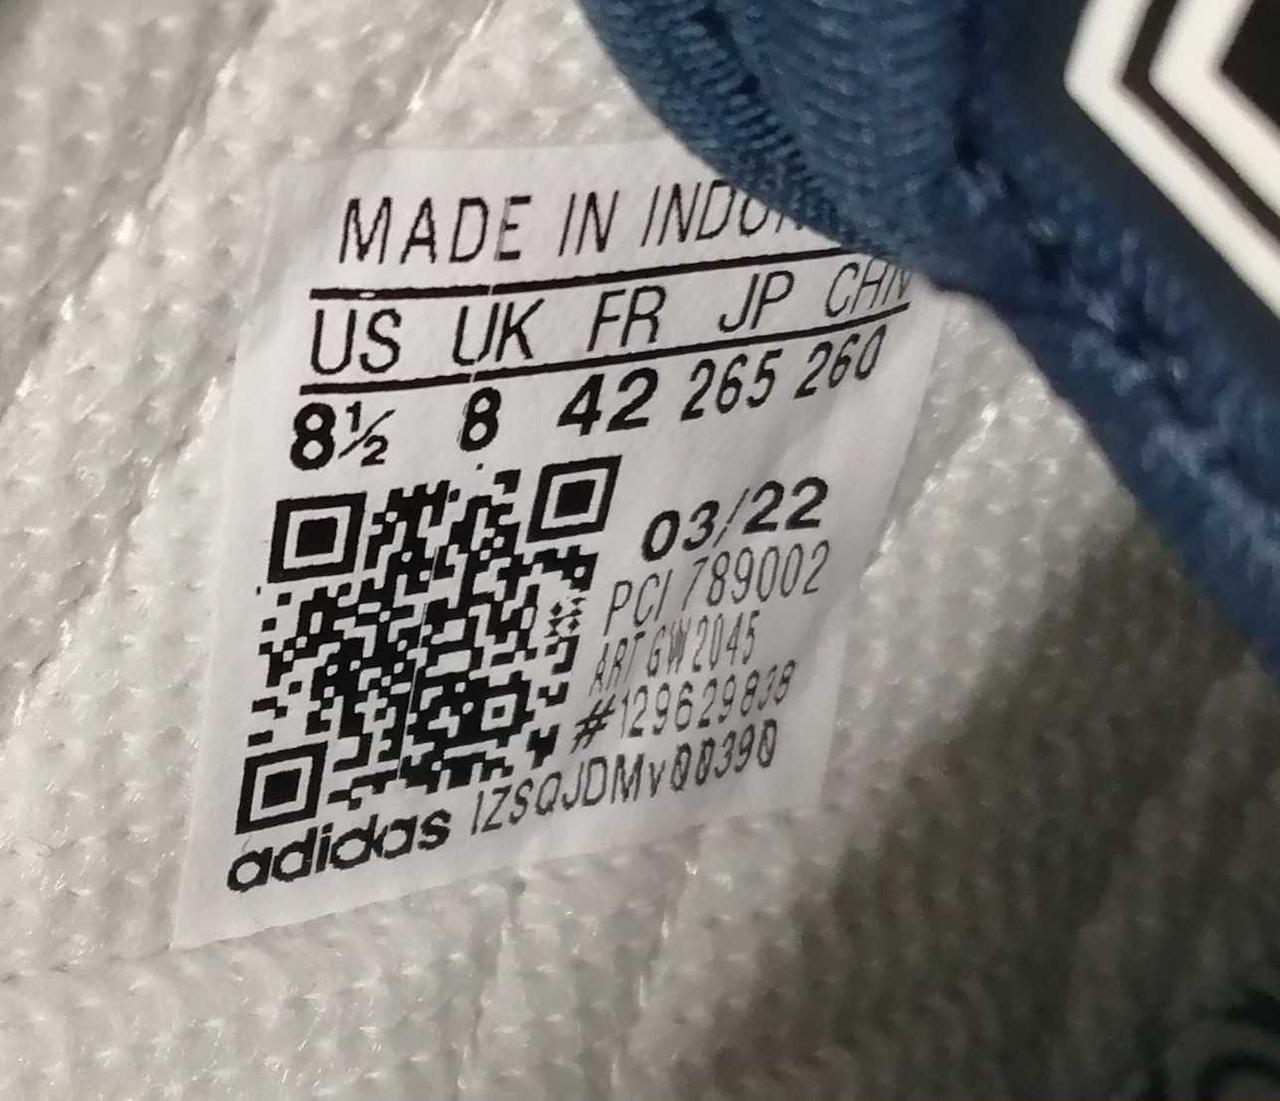 MADE IN INDO
US UK FR JP CHN
8½ 8 42 265 260
03/22
PCI 789002
ART GW2045
#129629838
adidas 1ZSQJDMv00390